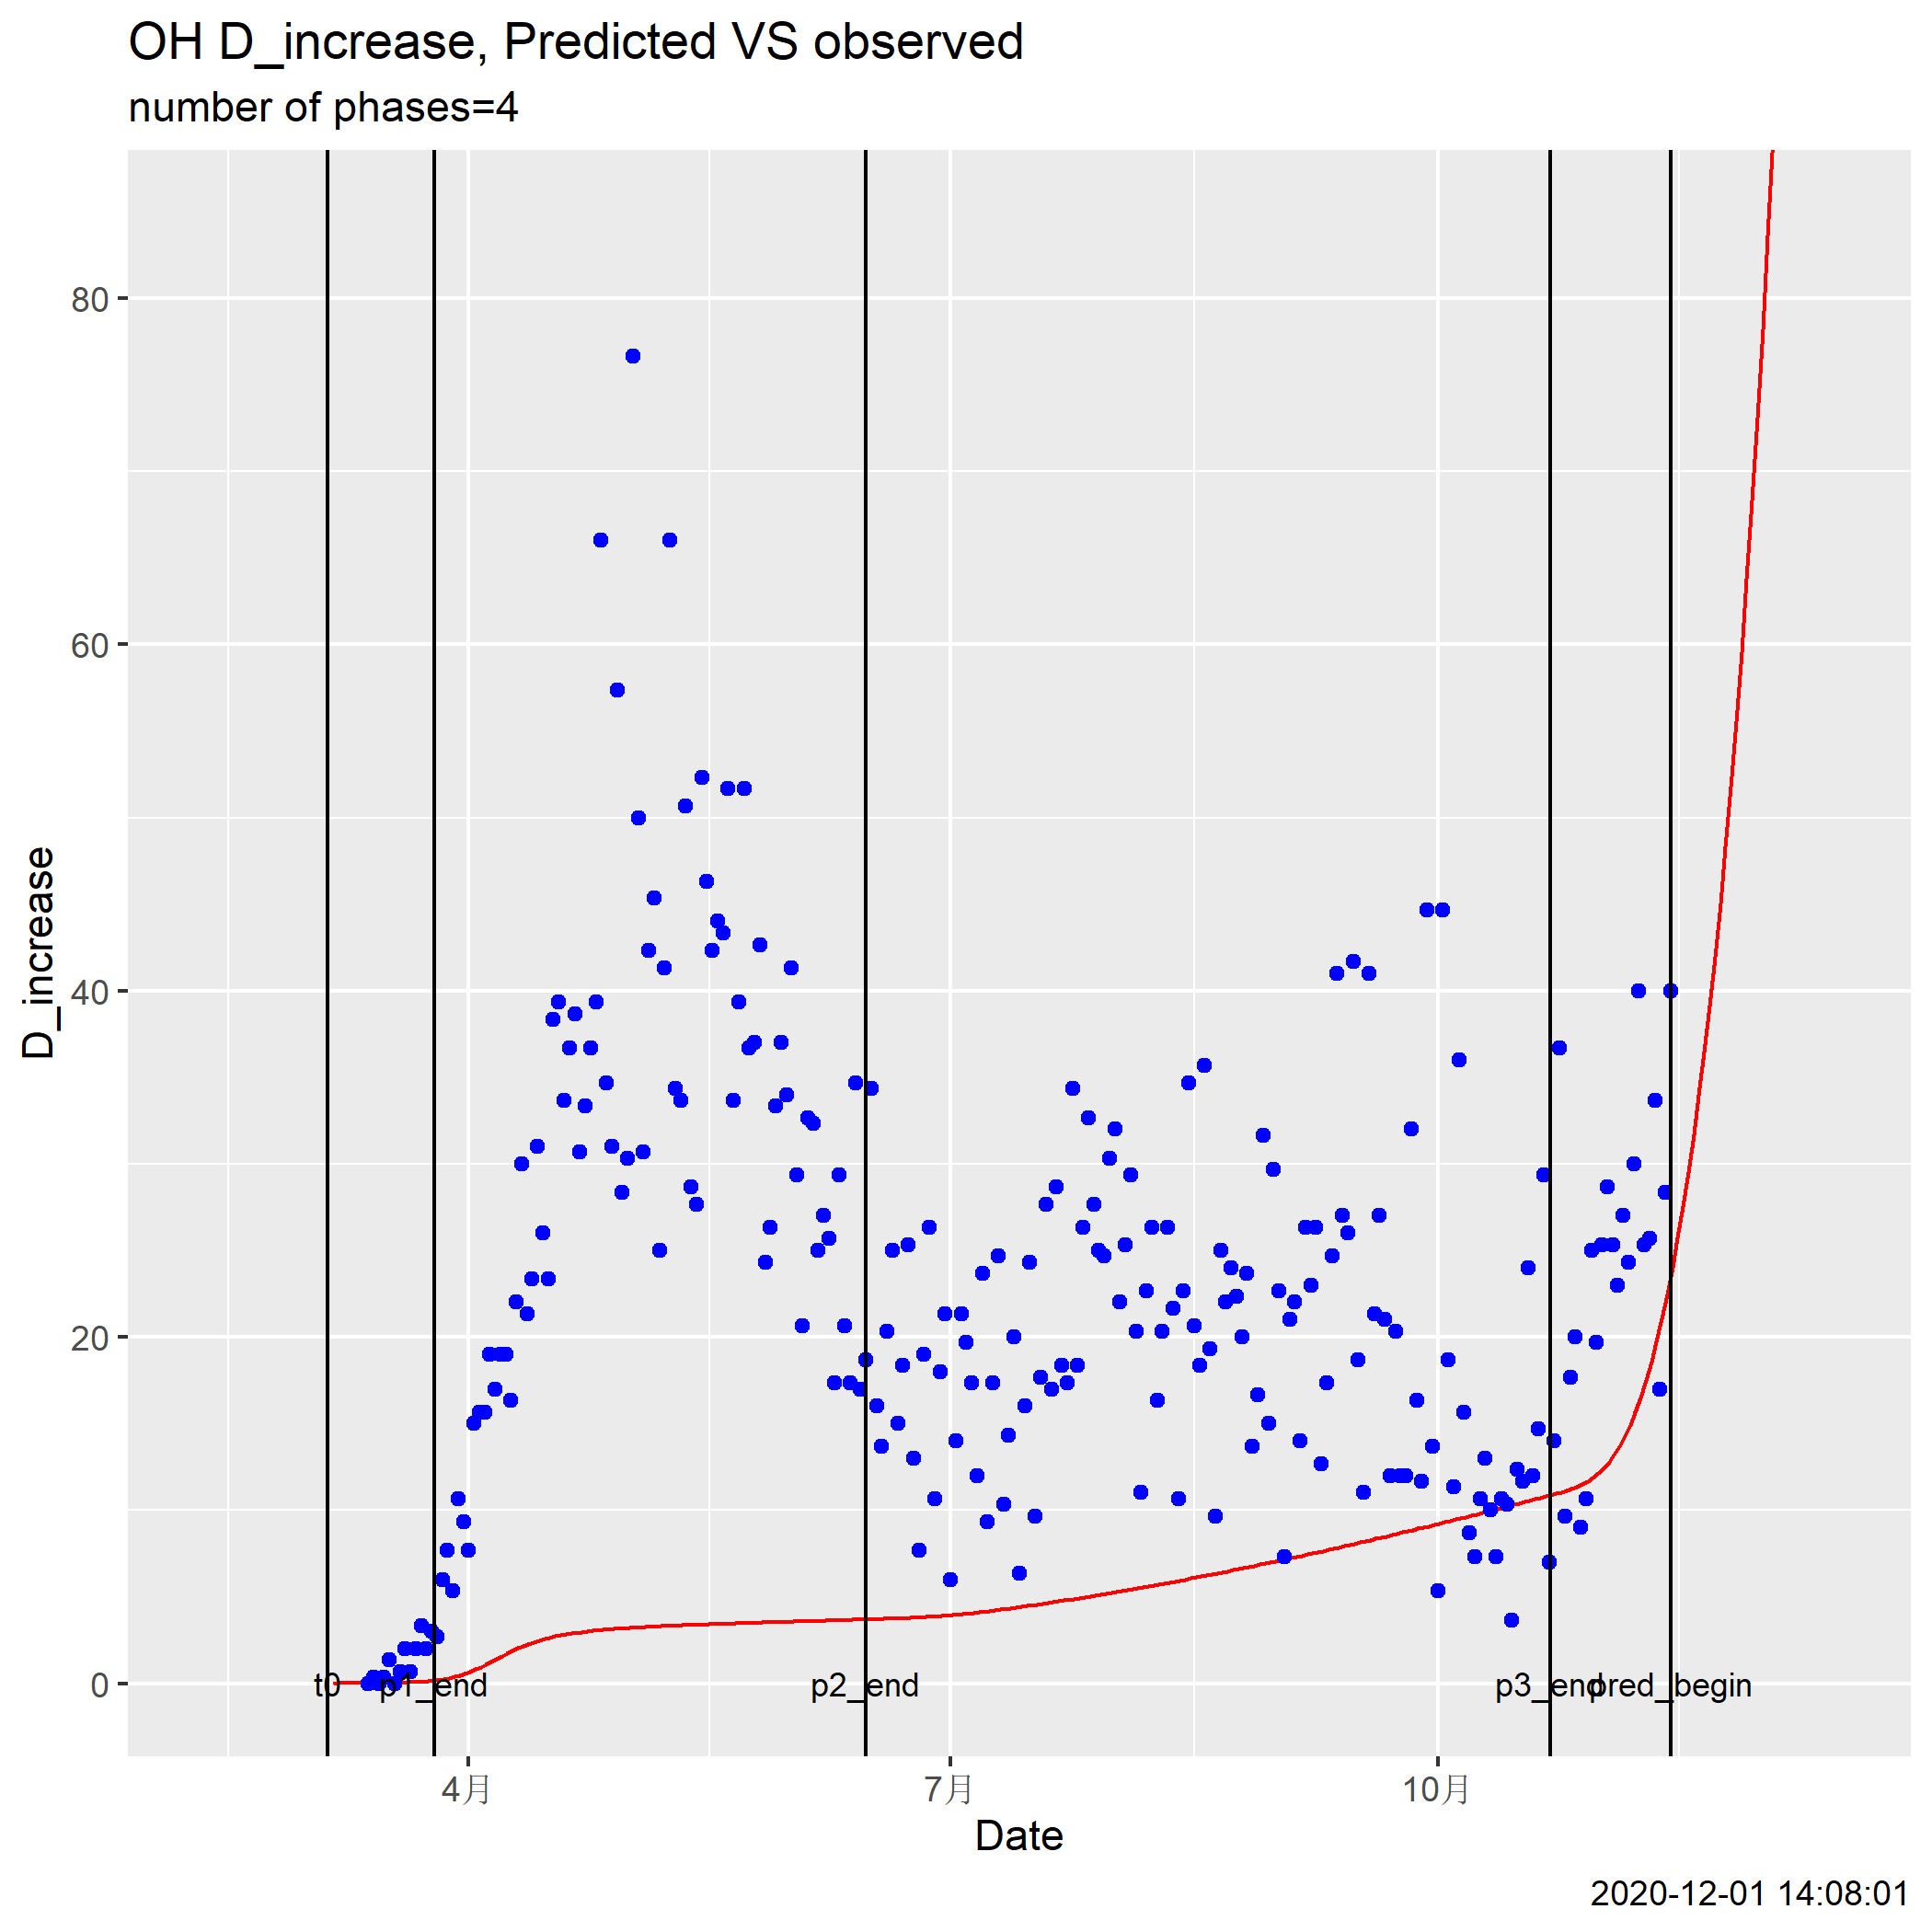 OH D_increase, Predicted VS observed
number of phases=4
D_increase
80
60
40
20
0
t0
p1_end
p2_end
p3_end
pred_begin
4月
7月
10月
Date
2020-12-01 14:08:01